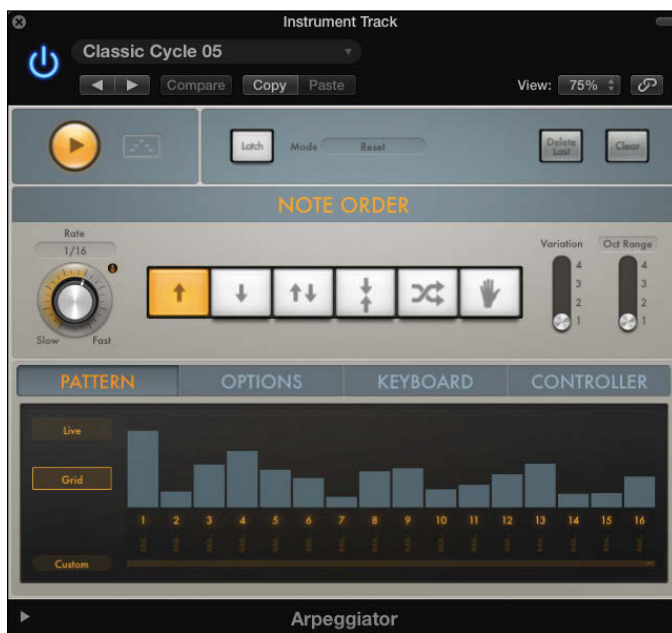 Instrument Track
Classic Cycle 05
Compare Copy Paste View: 75%
Latch Mode Reset Delete Last Clear
NOTE ORDER
Rate
1/16
Slow Fast
Variation Oct Range
4 4
3 3
2 2
1 1
PATTERN OPTIONS KEYBOARD CONTROLLER
Live
Grid
1 2 3 4 5 6 7 8 9 10 11 12 13 14 15 16
Custom
Arpeggiator